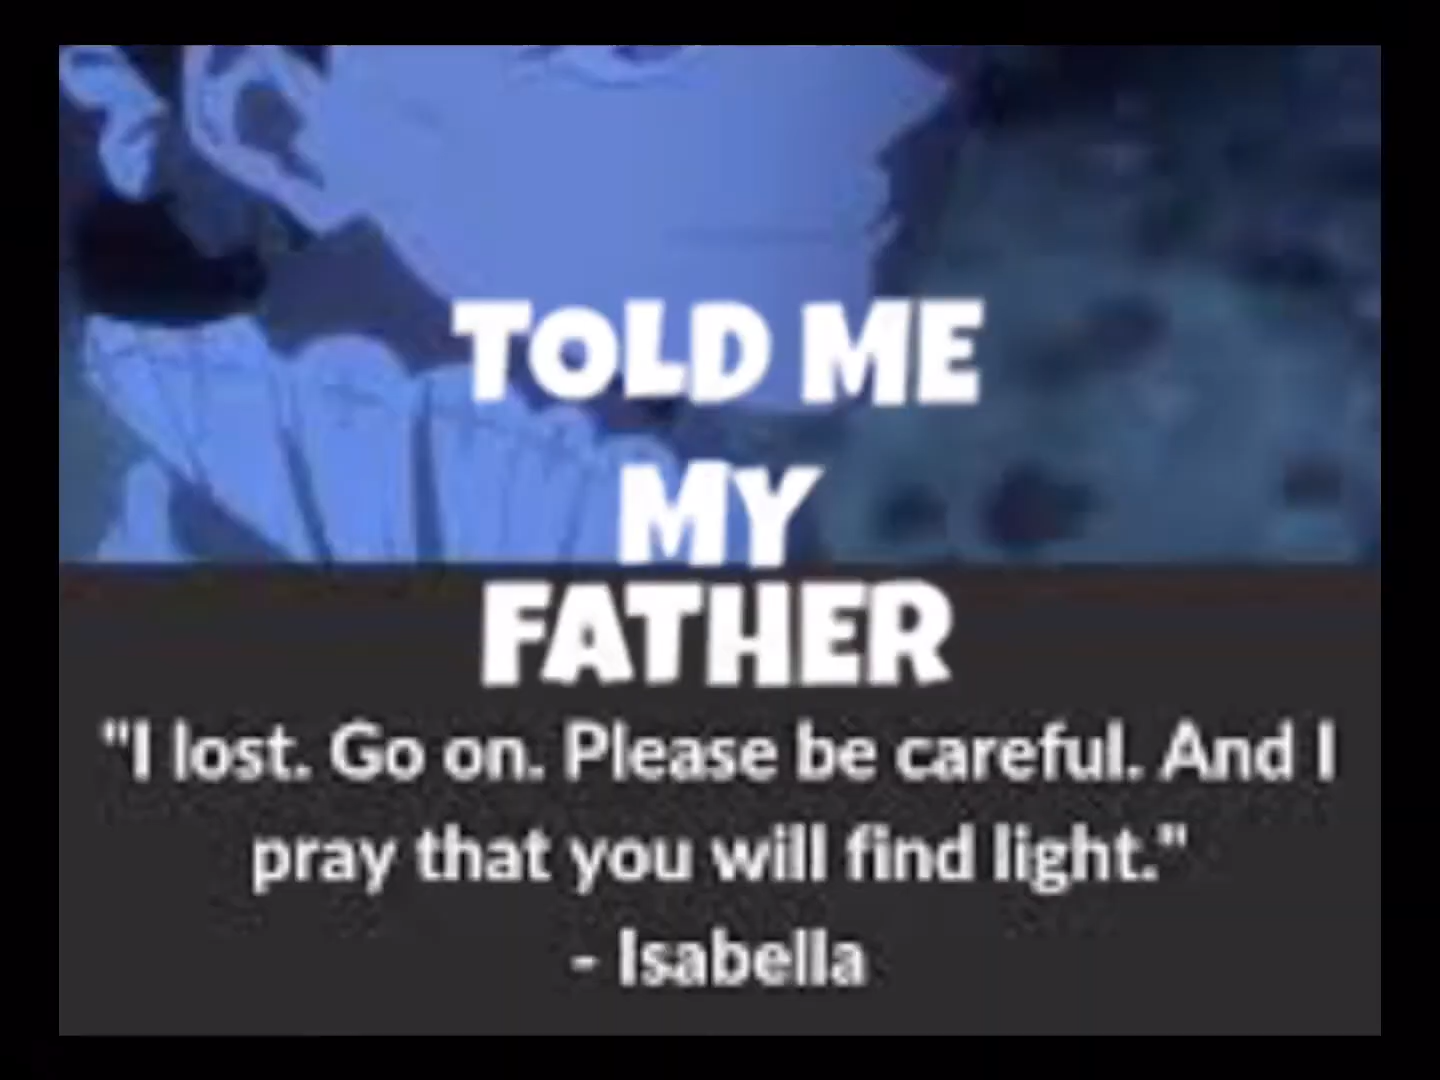 TOLD ME
MY
FATHER
"I lost. Go on. Please be careful. And I
pray that you will find light."
- Isabella